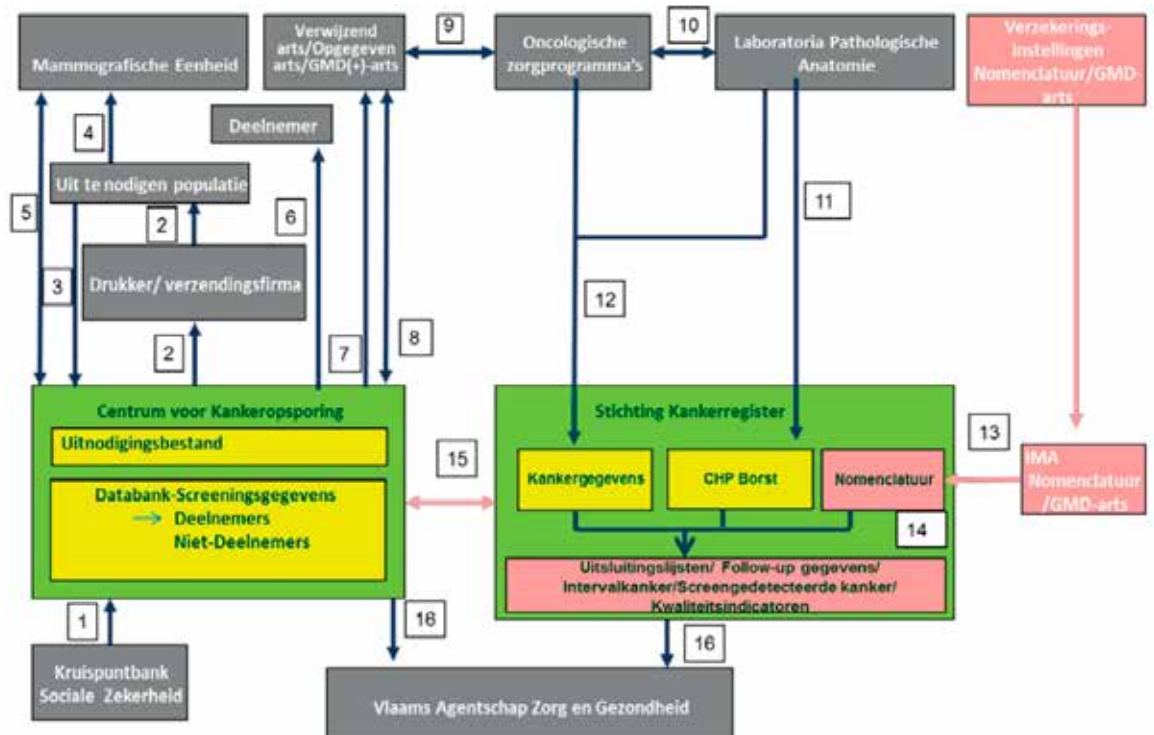 Mammografische Eenheid
Verwijzend
arts/Opgegeven
arts/GMD(+)-arts
9
Oncologische
zorgprogramma's
10
Laboratoria Pathologische
Anatomie
Verzekerings-
Instellingen
Nomenclatuur/GMD-
arts
4
Deelnemer
Uit te nodigen populatie
5
2
6
11
3
Drukker/ verzendingsfirma
12
2
7
8
Centrum voor Kankeropsporing
Uitnodigingsbestand
Databank-Screeningsgegevens
Deelnemers
Niet-Deelnemers
15
Stichting Kankerregister
Kankergegevens
CHP Borst
Nomenclatuur
13
IMA
Nomenclatuur
/GMD-arts
14
Uitsluitingslijsten/ Follow-up gegevens/
Intervalkanker/Screengedetecteerde kanker/
Kwaliteitsindicatoren
1
16
16
Kruispuntbank
Sociale Zekerheid
Vlaams Agentschap Zorg en Gezondheid